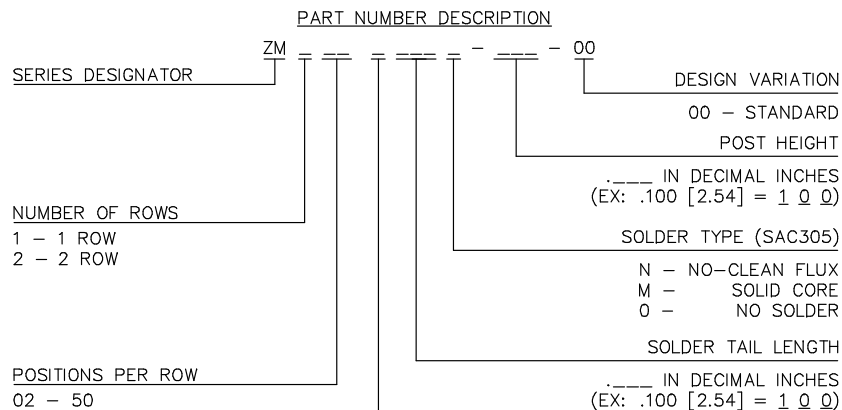 PART NUMBER DESCRIPTION
ZM _ __ _ ___ _ - ___ - 00
SERIES DESIGNATOR
DESIGN VARIATION
00 - STANDARD
POST HEIGHT
.___ IN DECIMAL INCHES
(EX: .100 [2.54] = 1 0 0)
NUMBER OF ROWS
1 - 1 ROW
2 - 2 ROW
SOLDER TYPE (SAC305)
N - NO-CLEAN FLUX
M - SOLID CORE
0 - NO SOLDER
SOLDER TAIL LENGTH
.___ IN DECIMAL INCHES
(EX: .100 [2.54] = 1 0 0)
POSITIONS PER ROW
02 - 50